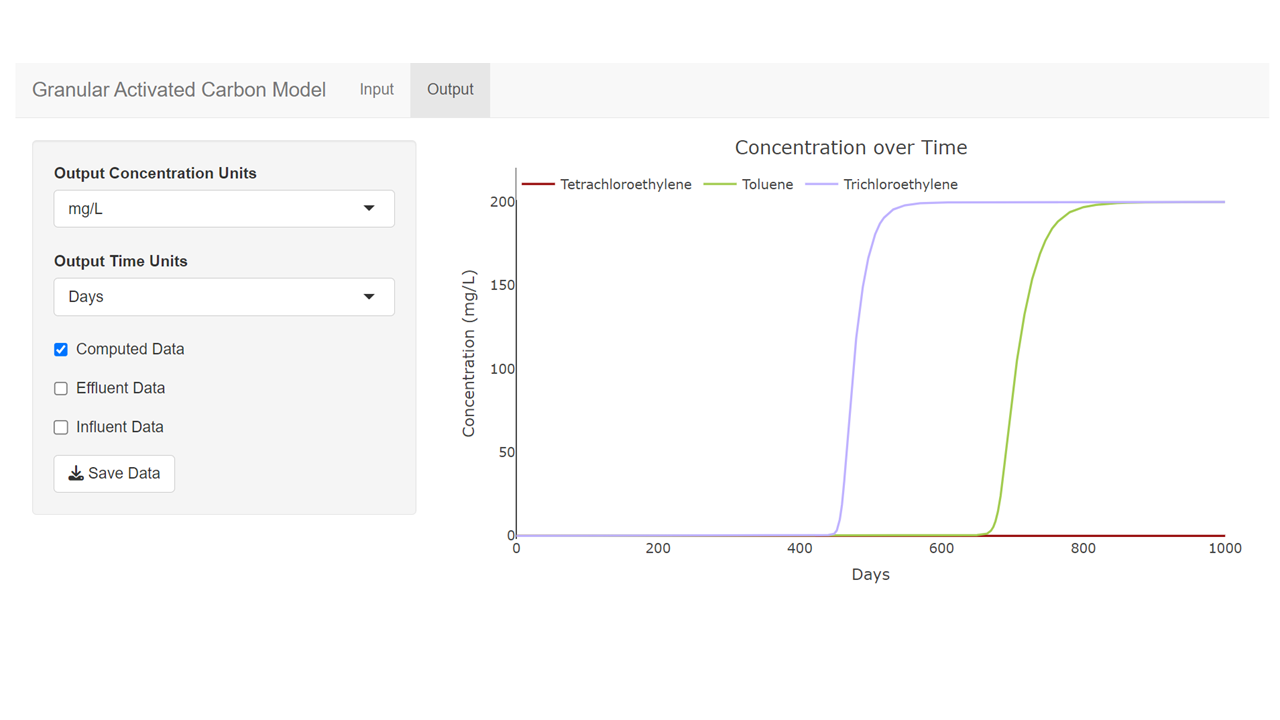 Granular Activated Carbon Model Input Output
Output Concentration Units
mg/L
Output Time Units
Days
Computed Data
Effluent Data
Influent Data
Save Data
Concentration over Time
Tetrachloroethylene Toluene Trichloroethylene
Concentration (mg/L)
200
150
100
50
0
0 200 400 600 800 1000
Days